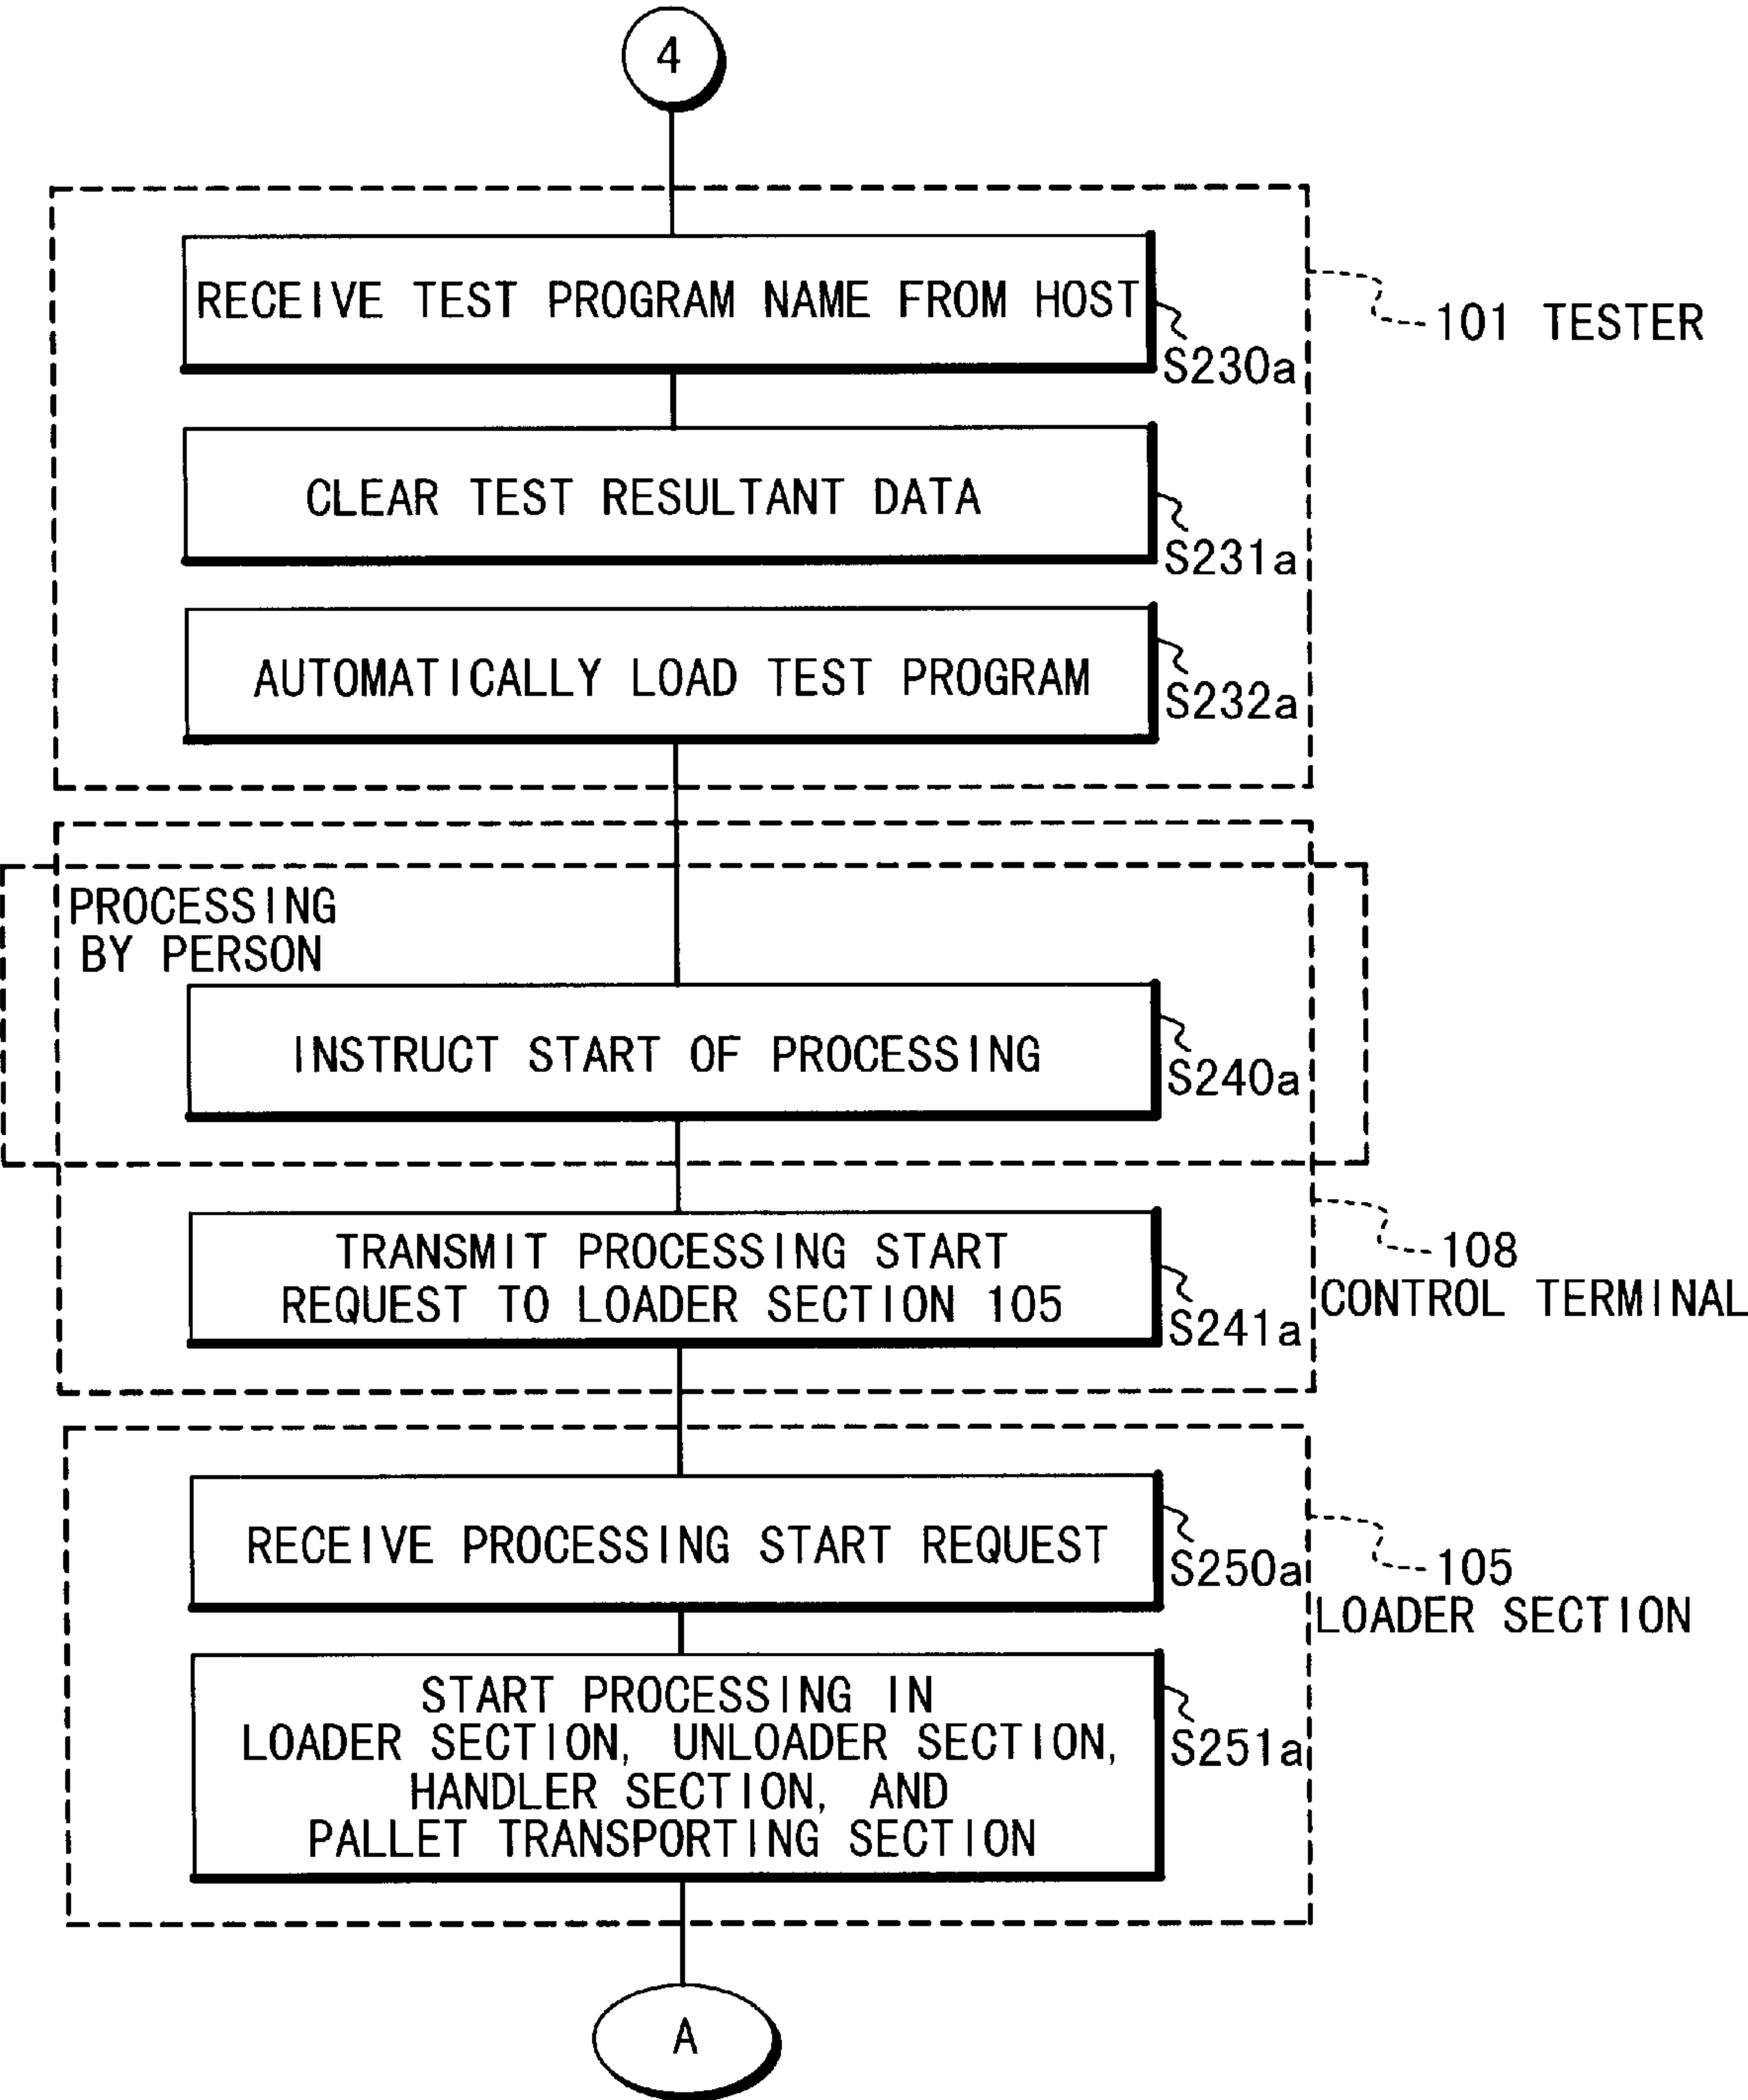 4
RECEIVE TEST PROGRAM NAME FROM HOST
S230a
101 TESTER
CLEAR TEST RESULTANT DATA
S231a
AUTOMATICALLY LOAD TEST PROGRAM
S232a
PROCESSING
BY PERSON
INSTRUCT START OF PROCESSING
S240a
TRANSMIT PROCESSING START
REQUEST TO LOADER SECTION 105
S241a
108
CONTROL TERMINAL
RECEIVE PROCESSING START REQUEST
S250a
105
LOADER SECTION
START PROCESSING IN
LOADER SECTION, UNLOADER SECTION,
HANDLER SECTION, AND
PALLET TRANSPORTING SECTION
S251a
A